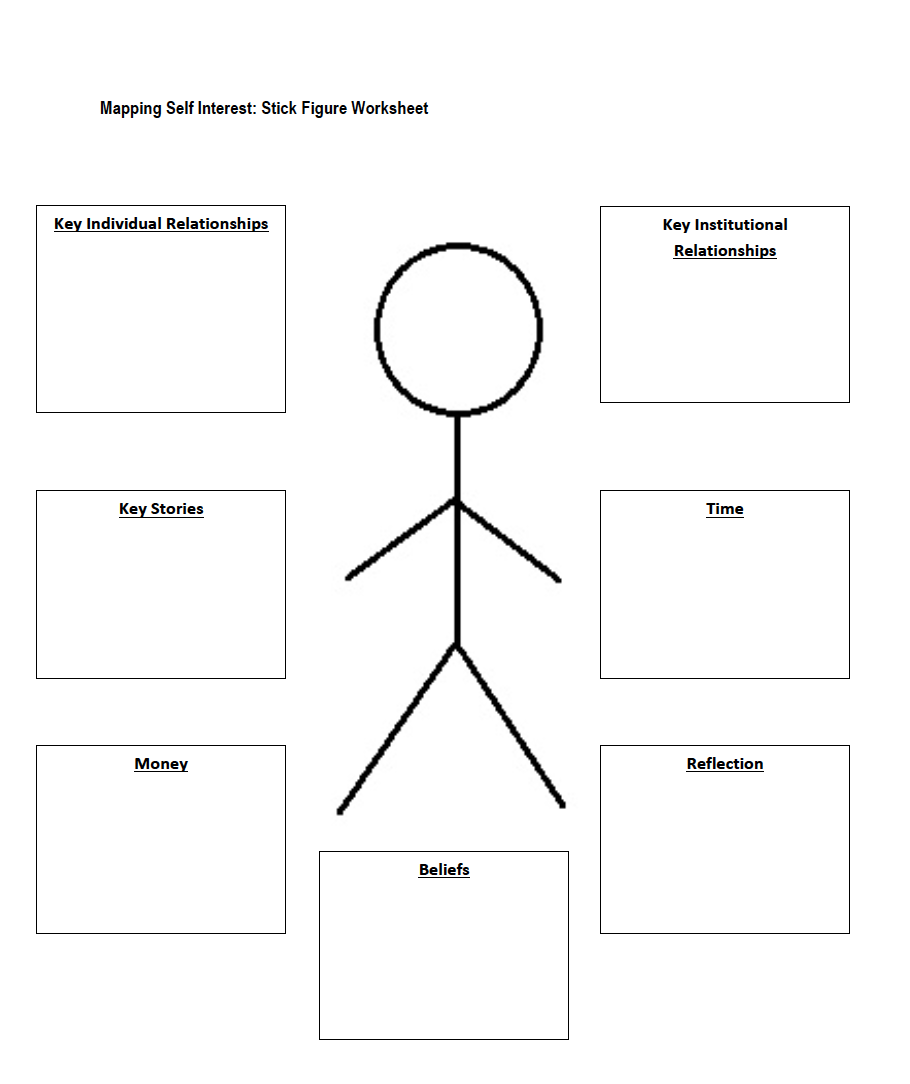 Mapping Self Interest: Stick Figure Worksheet
Key Individual Relationships
Key Institutional
Relationships
Key Stories
Time
Money
Reflection
Beliefs